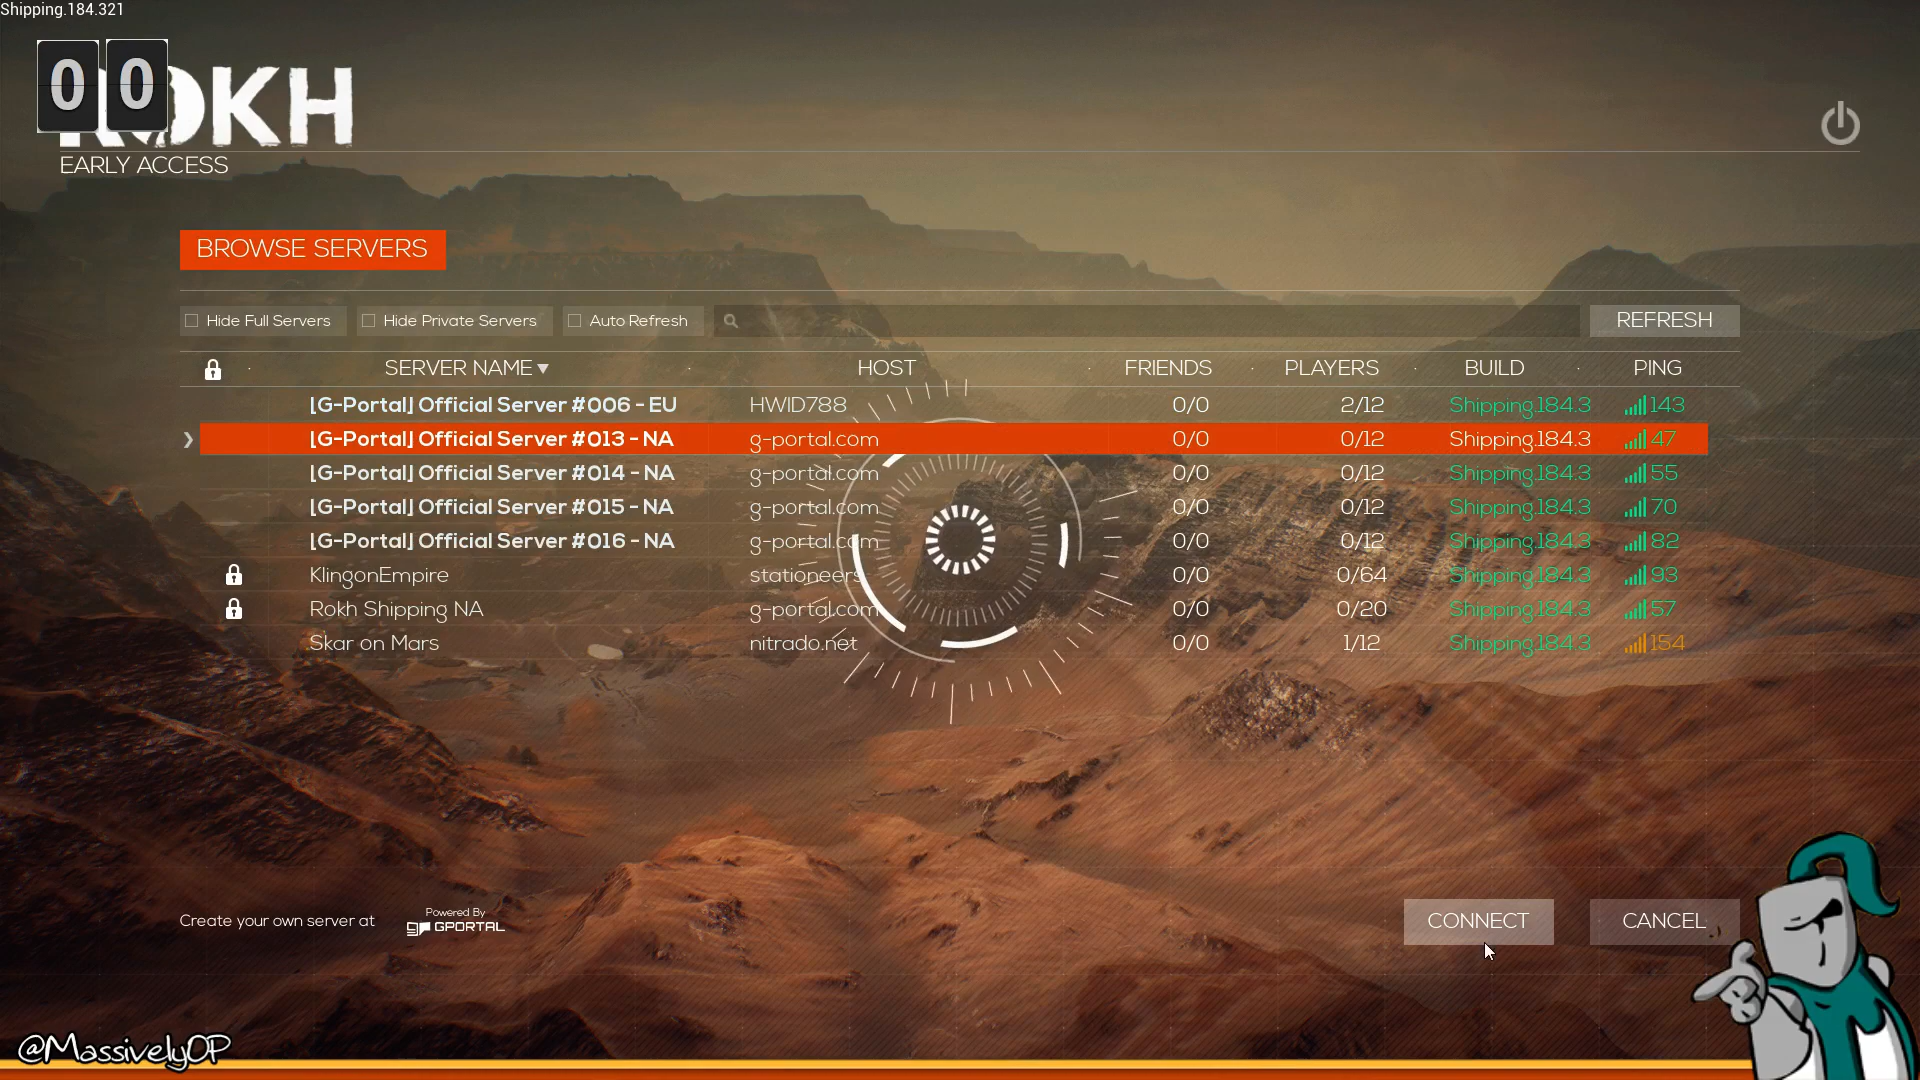 Shipping.184.321
0 0
ROKH
EARLY ACCESS
BROWSE SERVERS
Hide Full Servers Hide Private Servers Auto Refresh REFRESH
SERVER NAME HOST FRIENDS PLAYERS BUILD PING
[G-Portal] Official Server #006 - EU HWID788 0/0 2/12 Shipping.184.3 143
[G-Portal] Official Server #013 - NA g-portal.com 0/0 0/12 Shipping.184.3 47
[G-Portal] Official Server #014 - NA g-portal.com 0/0 0/12 Shipping.184.3 55
[G-Portal] Official Server #015 - NA g-portal.com 0/0 0/12 Shipping.184.3 70
[G-Portal] Official Server #016 - NA g-portal.com 0/0 0/12 Shipping.184.3 82
KlingonEmpire stationeers 0/0 0/64 Shipping.184.3 93
Rokh Shipping NA g-portal.com 0/0 0/20 Shipping.184.3 57
Skar on Mars nitrado.net 0/0 1/12 Shipping.184.3 154
Create your own server at
Powered By
GPORTAL
CONNECT CANCEL
@MassivelyOP